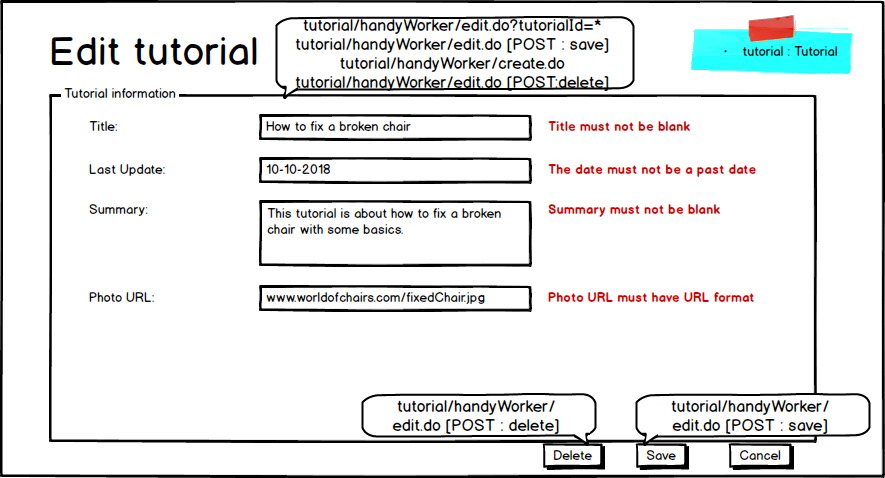 Edit tutorial
tutorial/handyWorker/edit.do?tutorialId=*
tutorial/handyWorker/edit.do [POST : save]
tutorial/handyWorker/create.do
tutorial/handyWorker/edit.do [POST:delete]
• tutorial : Tutorial
Tutorial information
Title: How to fix a broken chair Title must not be blank
Last Update: 10-10-2018 The date must not be a past date
Summary: This tutorial is about how to fix a broken Summary must not be blank
chair with some basics.
Photo URL: www.worldofchairs.com/fixedChair.jpg Photo URL must have URL format
tutorial/handyWorker/
edit.do [POST : delete]
tutorial/handyWorker/
edit.do [POST : save]
Delete Save Cancel